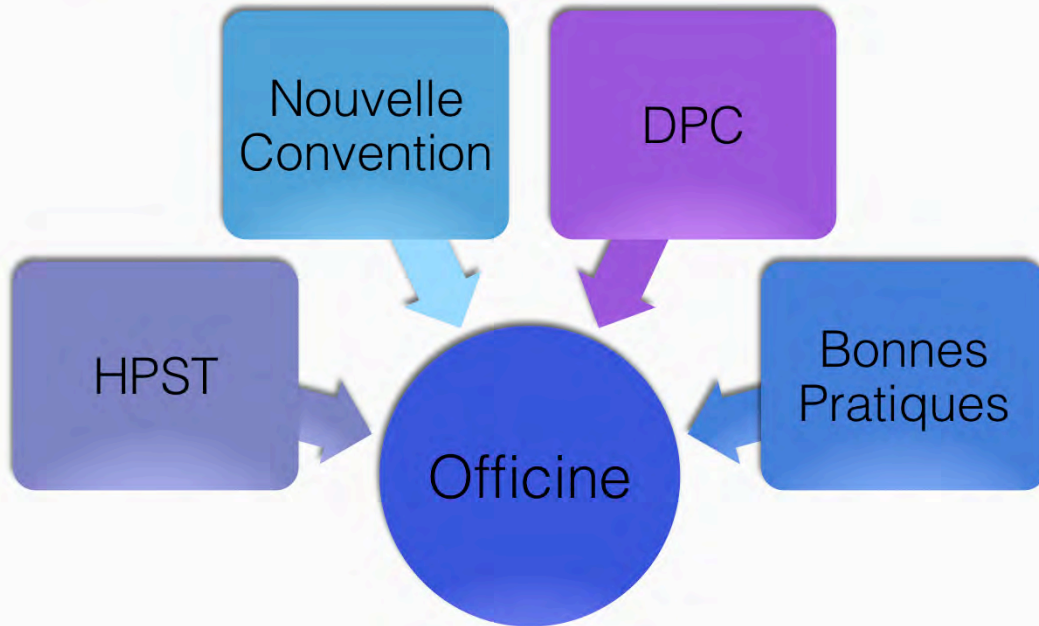 Nouvelle
Convention
DPC
HPST
Bonnes
Pratiques
Officine